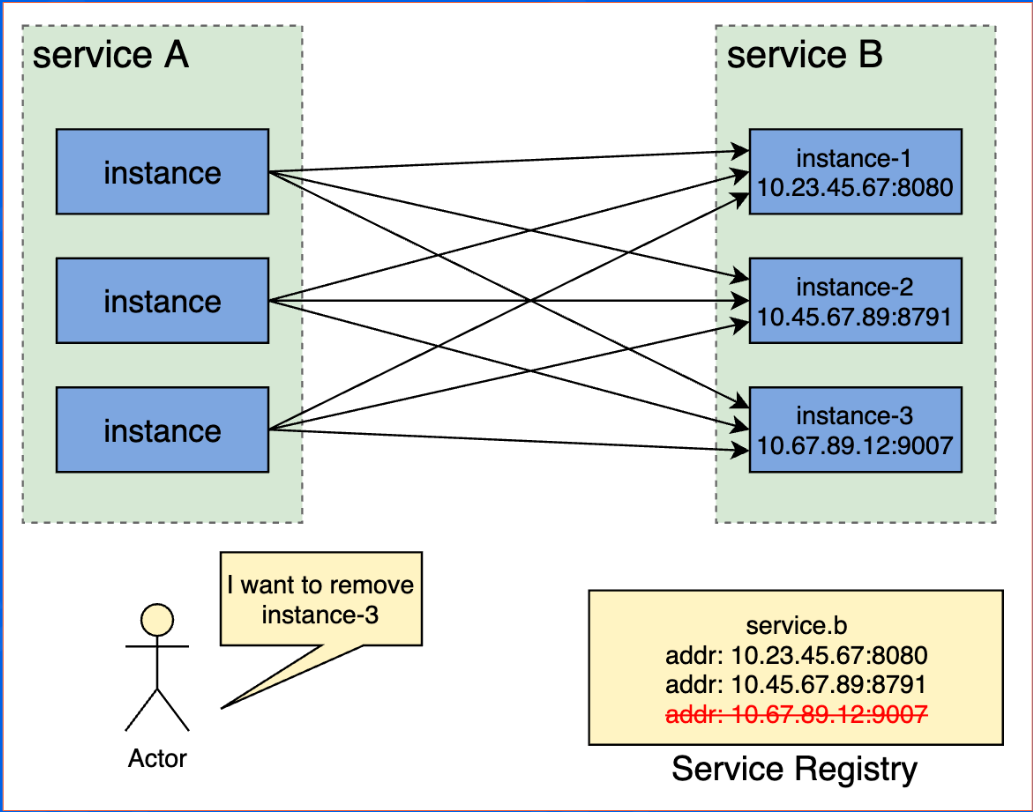 service A
service B
instance
instance
instance
instance-1
10.23.45.67:8080
instance-2
10.45.67.89:8791
instance-3
10.67.89.12:9007
I want to remove
instance-3
Actor
service.b
addr: 10.23.45.67:8080
addr: 10.45.67.89:8791
addr: 10.67.89.12:9007
Service Registry